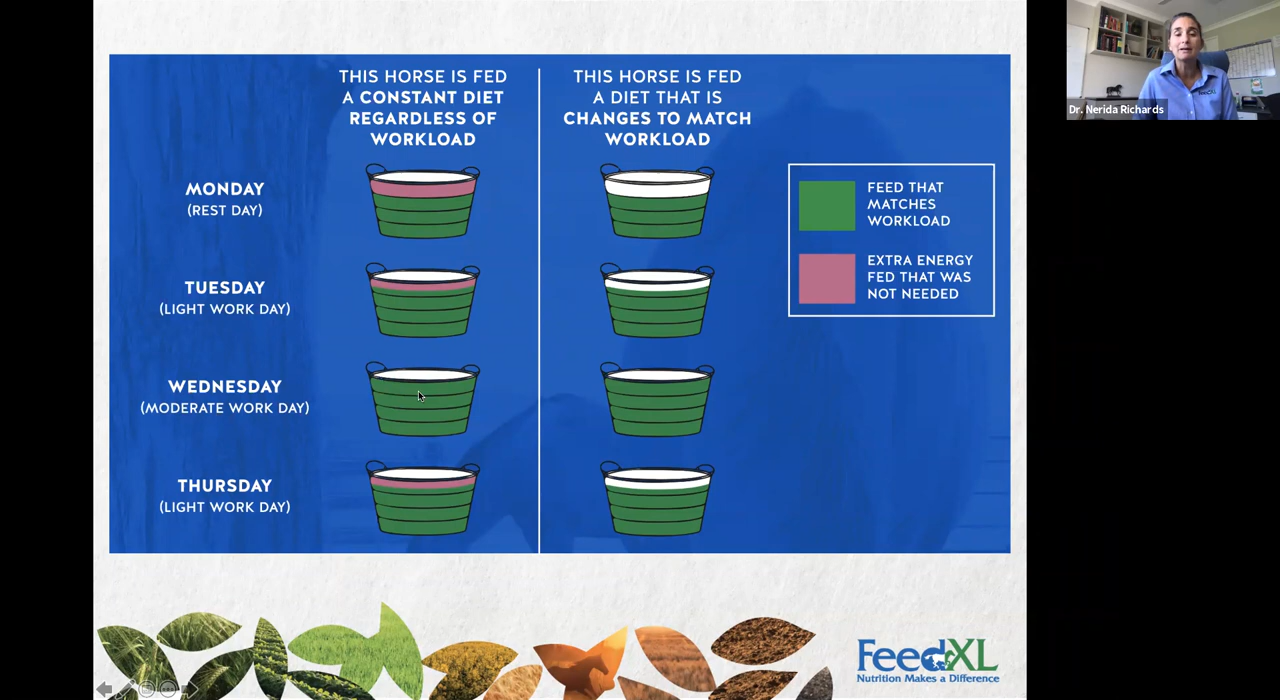 THIS HORSE IS FED
A CONSTANT DIET
REGARDLESS OF
WORKLOAD
THIS HORSE IS FED
A DIET THAT IS
CHANGES TO MATCH
WORKLOAD
MONDAY
(REST DAY)
TUESDAY
(LIGHT WORK DAY)
WEDNESDAY
(MODERATE WORK DAY)
THURSDAY
(LIGHT WORK DAY)
FEED THAT
MATCHES
WORKLOAD
EXTRA ENERGY
FED THAT WAS
NOT NEEDED
Dr. Nerida Richards
FeedXL
Nutrition Makes a Difference